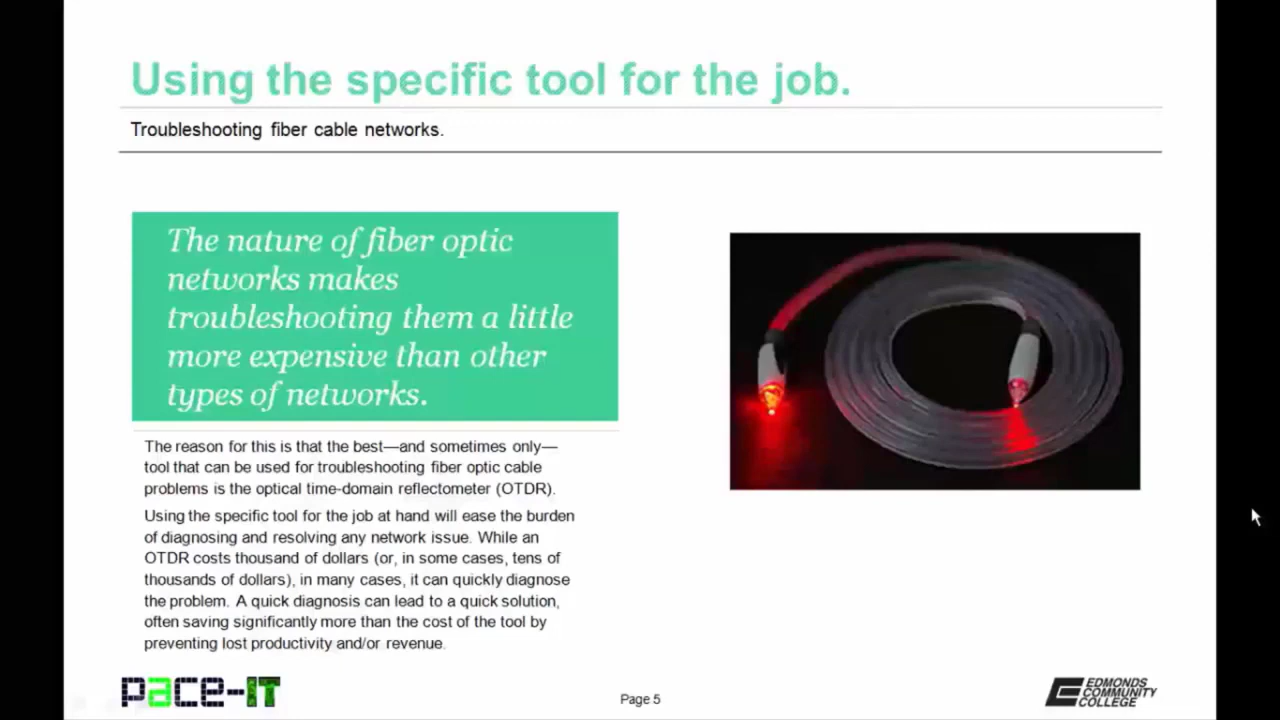 Using the specific tool for the job.
Troubleshooting fiber cable networks.
The nature of fiber optic
networks makes
troubleshooting them a little
more expensive than other
types of networks.
The reason for this is that the best—and sometimes only—
tool that can be used for troubleshooting fiber optic cable
problems is the optical time-domain reflectometer (OTDR).
Using the specific tool for the job at hand will ease the burden
of diagnosing and resolving any network issue. While an
OTDR costs thousand of dollars (or, in some cases, tens of
thousands of dollars), in many cases, it can quickly diagnose
the problem. A quick diagnosis can lead to a quick solution,
often saving significantly more than the cost of the tool by
preventing lost productivity and/or revenue.
PACE-IT
Page 5
EDMONDS
COMMUNITY
COLLEGE